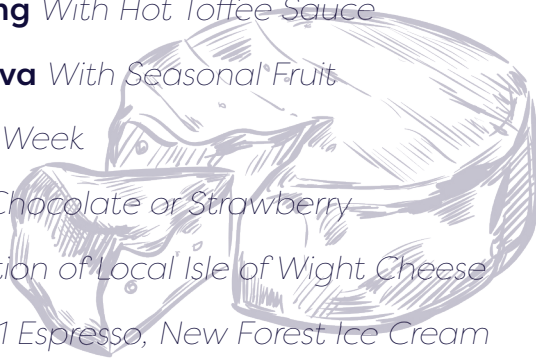 ng With Hot Toffee Sauce
va With Seasonal Fruit
Week
Chocolate or Strawberry
tion of Local Isle of Wight Cheese
1 Espresso, New Forest Ice Cream